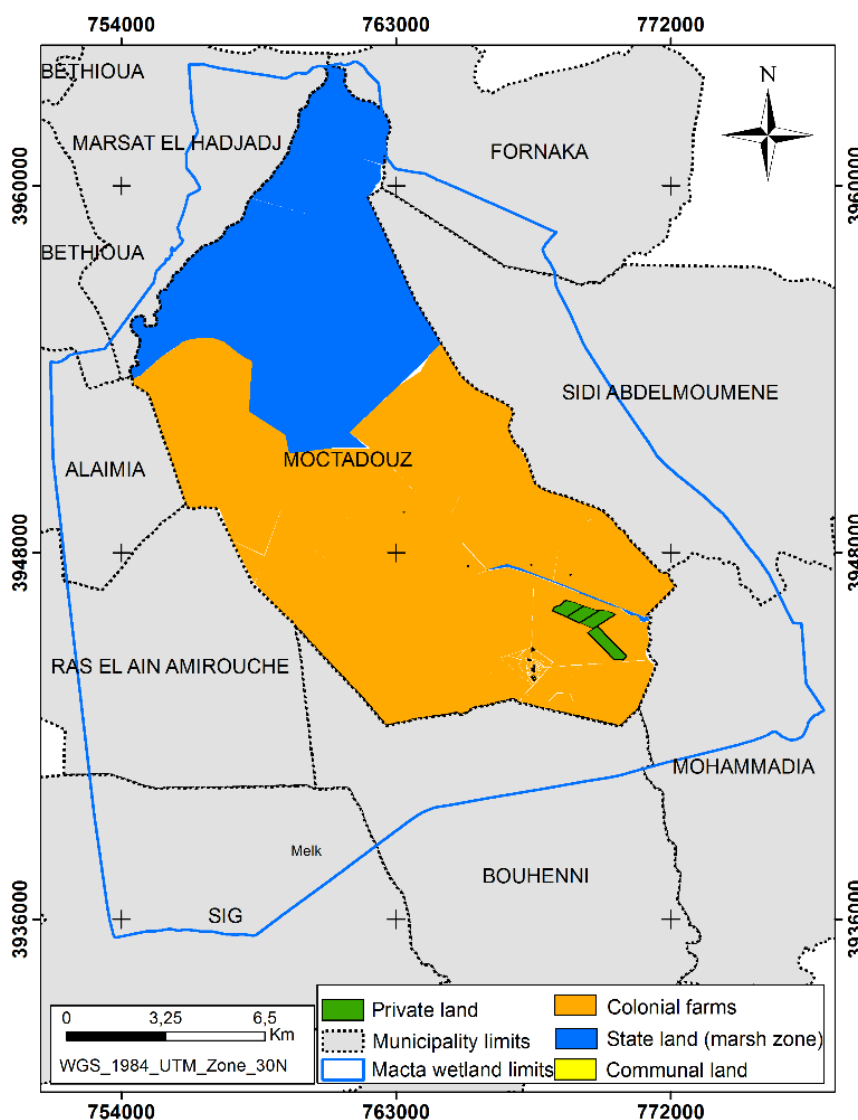 754000 763000 772000
BETHIOUA
N
MARSAT EL HADJADJ
FORNAKA
3960000 3960000
BETHIOUA
SIDI ABDELMOUMENE
MOCTADOUZ
ALAIMIA
3948000 3948000
RAS EL AIN AMIROUCHE
MOHAMMADIA
Melk
BOUHENNI
SIG
3936000 3936000
Private land
Colonial farms
0 3,25 6,5
Km
Municipality limits
State land (marsh zone)
WGS_1984_UTM_Zone_30N
Macta wetland limits
Communal land
754000 763000 772000